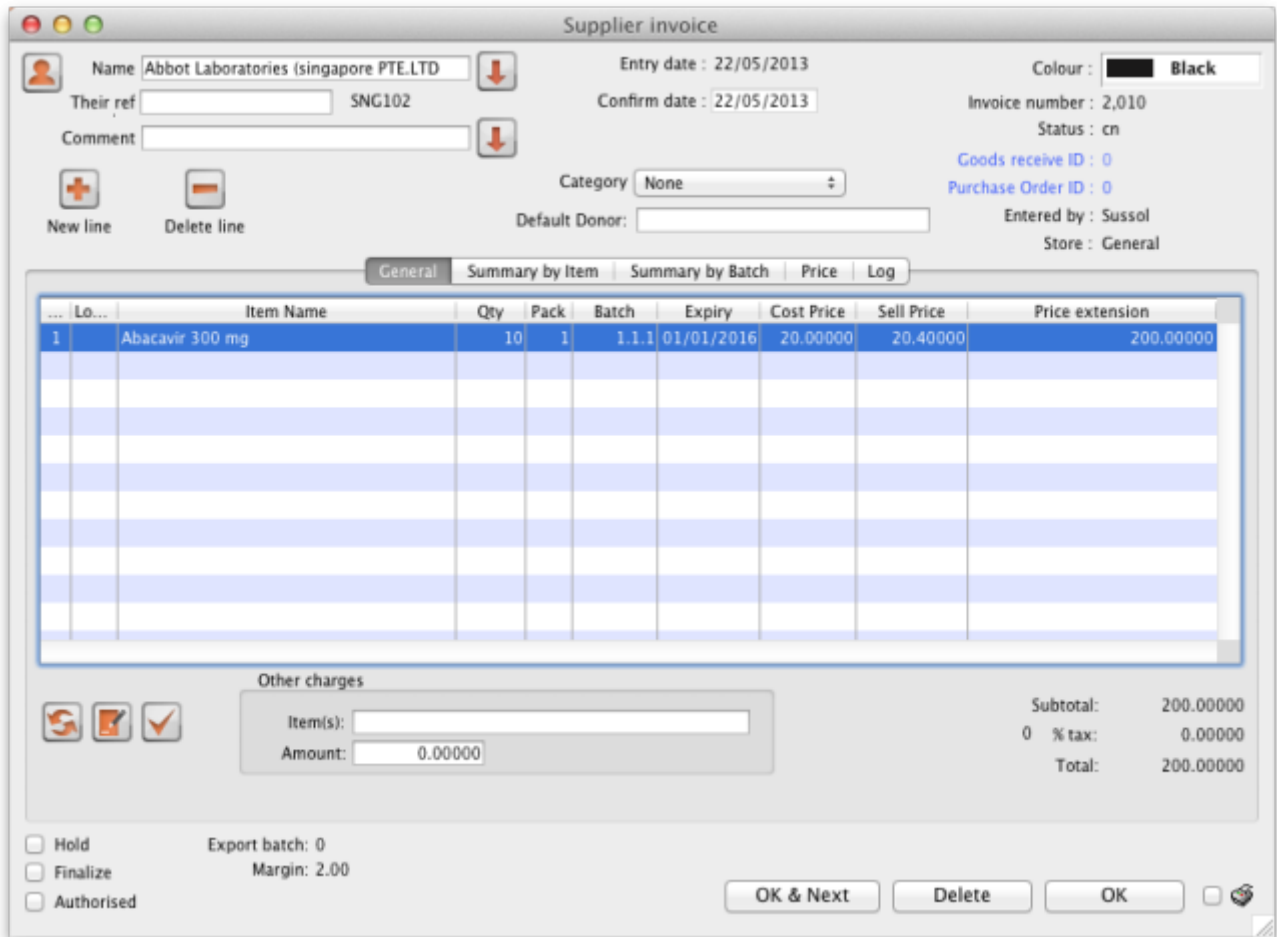 Supplier invoice
Name Abbot Laboratories (singapore PTE.LTD
Entry date : 22/05/2013
Colour : Black
Their ref
SNG102
Confirm date : 22/05/2013
Invoice number : 2,010
Comment
Status : cn
Goods receive ID : 0
Category None
Purchase Order ID : 0
New line Delete line
Default Donor:
Entered by : Sussol
Store : General
General Summary by Item Summary by Batch Price Log
... Lo... Item Name Qty Pack Batch Expiry Cost Price Sell Price Price extension
1 Abacavir 300 mg 10 1 1.1.1 01/01/2016 20.00000 20.40000 200.00000
Other charges
Item(s):
Amount: 0.00000
Subtotal: 200.00000
0 % tax: 0.00000
Total: 200.00000
Hold
Export batch: 0
Finalize
Margin: 2.00
Authorised
OK & Next Delete OK